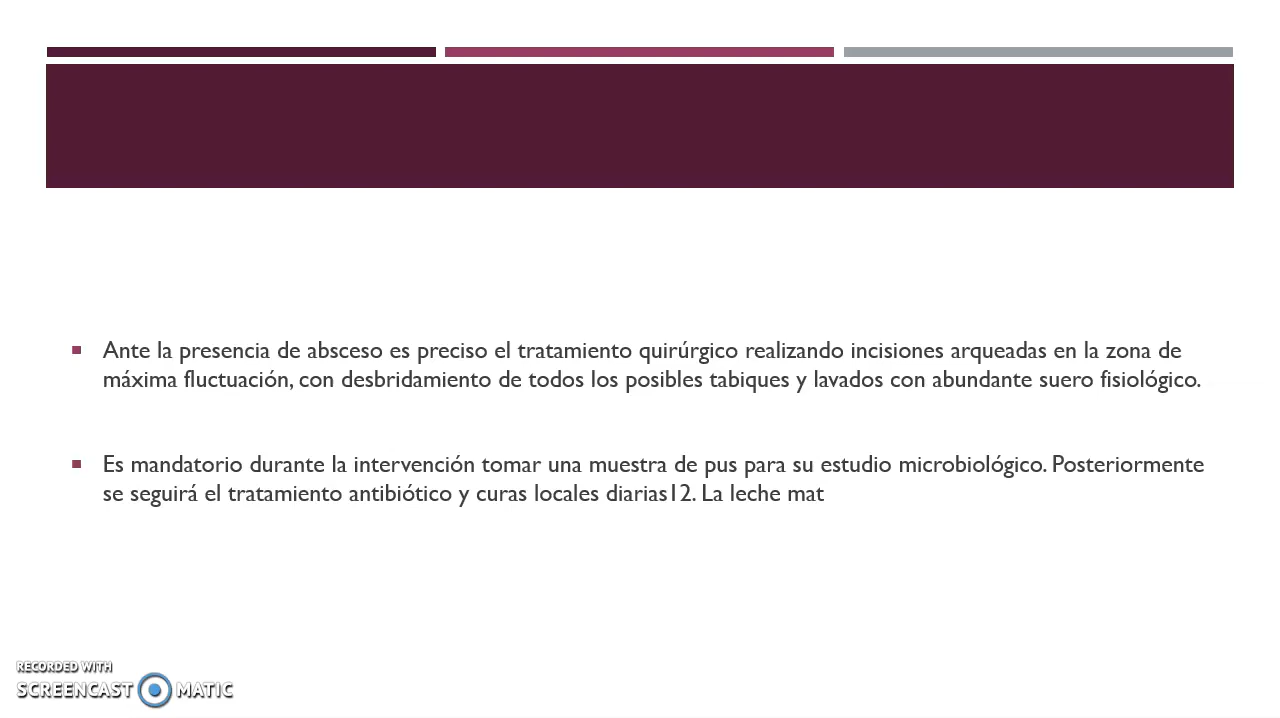 Ante la presencia de absceso es preciso el tratamiento quirúrgico realizando incisiones arqueadas en la zona de
máxima fluctuación, con desbridamiento de todos los posibles tabiques y lavados con abundante suero fisiológico.
Es mandatorio durante la intervención tomar una muestra de pus para su estudio microbiológico. Posteriormente
se seguirá el tratamiento antibiótico y curas locales diarias12. La leche mat
RECORDED WITH
SCREENCAST MATIC